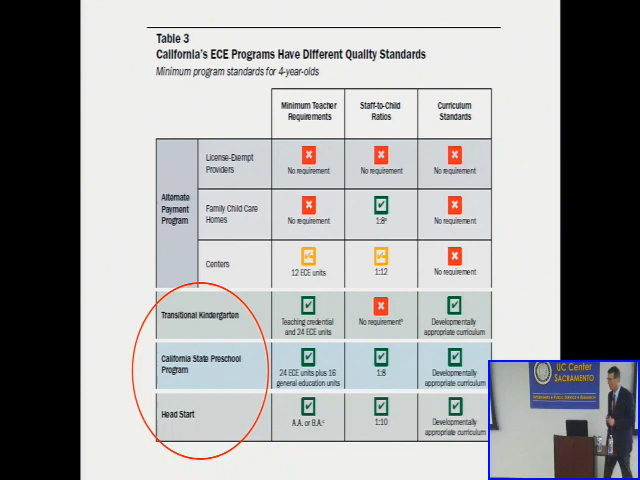 Table 3
California's ECE Programs Have Different Quality Standards
Minimum program standards for 4-year-olds
Minimum Teacher Requirements
Staff-to-Child Ratios
Curriculum Standards
Alternate Payment Program
License-Exempt Providers
No requirement
No requirement
No requirement
Family Child Care Homes
No requirement
1:8ᵃ
No requirement
Centers
12 ECE units
1:12
No requirement
Transitional Kindergarten
Teaching credential and 24 ECE units
No requirementᵇ
Developmentally appropriate curriculum
California State Preschool Program
24 ECE units plus 16 general education units
1:8
Developmentally appropriate curriculum
Head Start
A.A. or B.A.ᶜ
1:10
Developmentally appropriate curriculum
UC Center
SACRAMENTO